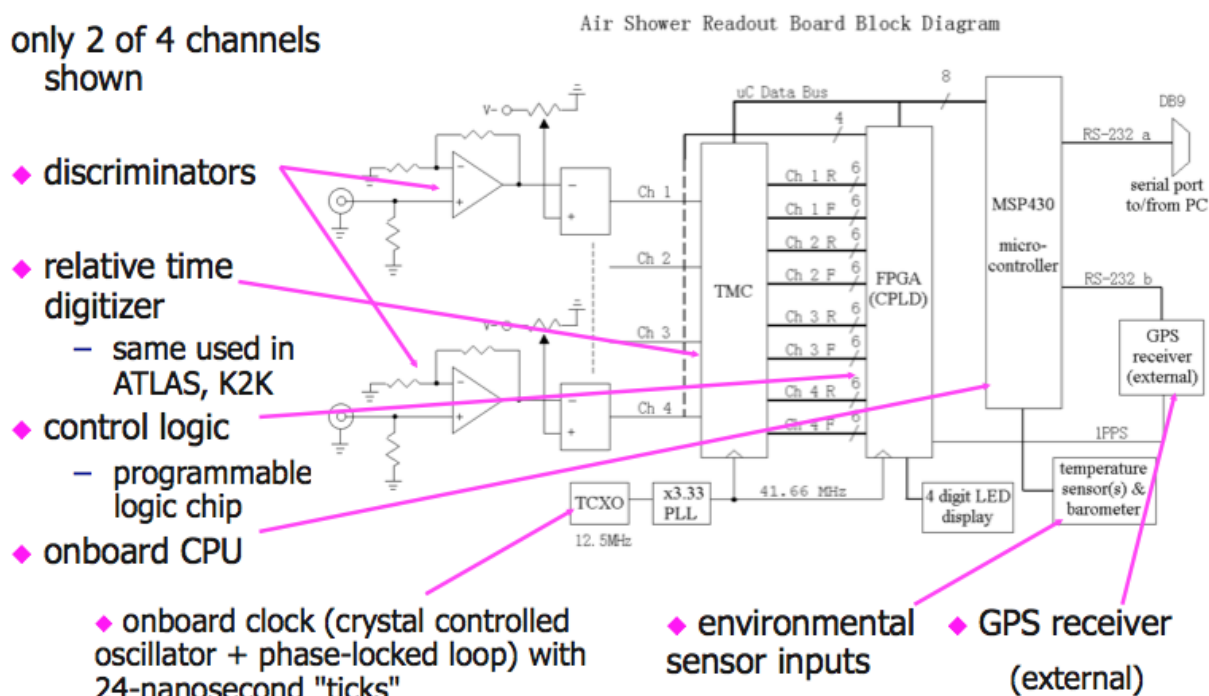 Air Shower Readout Board Block Diagram
only 2 of 4 channels
shown
◆ discriminators
◆ relative time
digitizer
– same used in
ATLAS, K2K
◆ control logic
– programmable
logic chip
◆ onboard CPU
◆ onboard clock (crystal controlled
oscillator + phase-locked loop) with
24-nanosecond "ticks"
◆ environmental
sensor inputs
◆ GPS receiver
(external)
V-
-
+
-
+
V-
-
+
-
+
Ch 1
Ch 2
Ch 3
Ch 4
uC Data Bus
8
4
TMC
Ch 1 R
6
Ch 1 F
6
Ch 2 R
6
Ch 2 F
6
Ch 3 R
6
Ch 3 F
6
Ch 4 R
6
Ch 4 F
6
FPGA
(CPLD)
MSP430
micro-
controller
DB9
RS-232 a
serial port
to/from PC
RS-232 b
GPS
receiver
(external)
1PPS
TCXO
12.5MHz
x3.33
PLL
41.66 MHz
4 digit LED
display
temperature
sensor(s) &
barometer